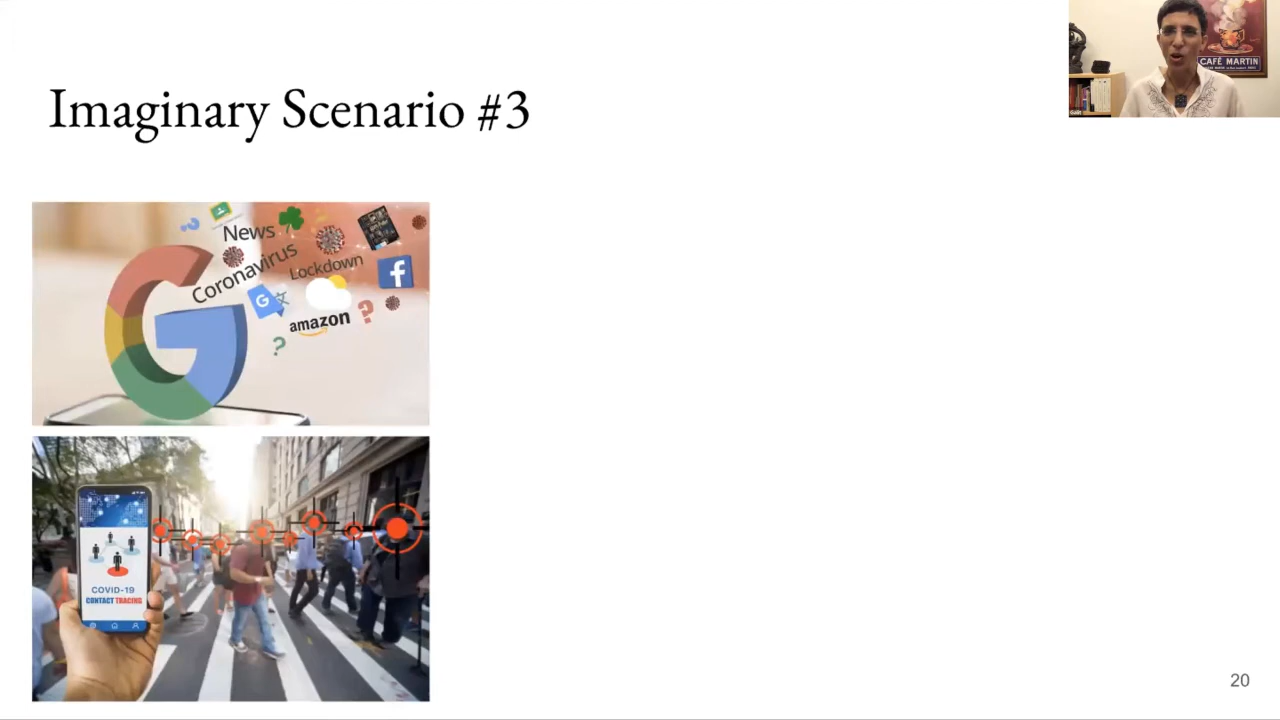 Imaginary Scenario #3
CAFÉ MARTIN
News
Coronavirus
Lockdown
G
f
amazon
?
?
COVID-19
CONTACT TRACING
20